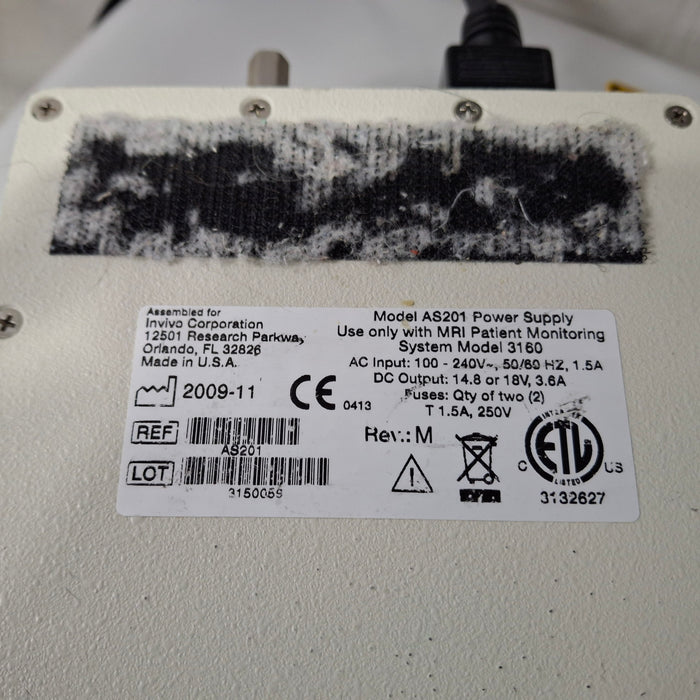 Assembled for
Invivo Corporation
12501 Research Parkway,
Orlando, FL 32826
Made in U.S.A.
2009-11
CE 0413
REF
AS201
LOT
3150059
Model AS201 Power Supply
Use only with MRI Patient Monitoring
System Model 3160
AC Input: 100 - 240V~, 50/60 HZ, 1.5A
DC Output: 14.8 or 18V, 3.6A
Fuses: Qty of two (2)
T 1.5A, 250V
Rev.: M
ETL
LISTED
C US
3132627